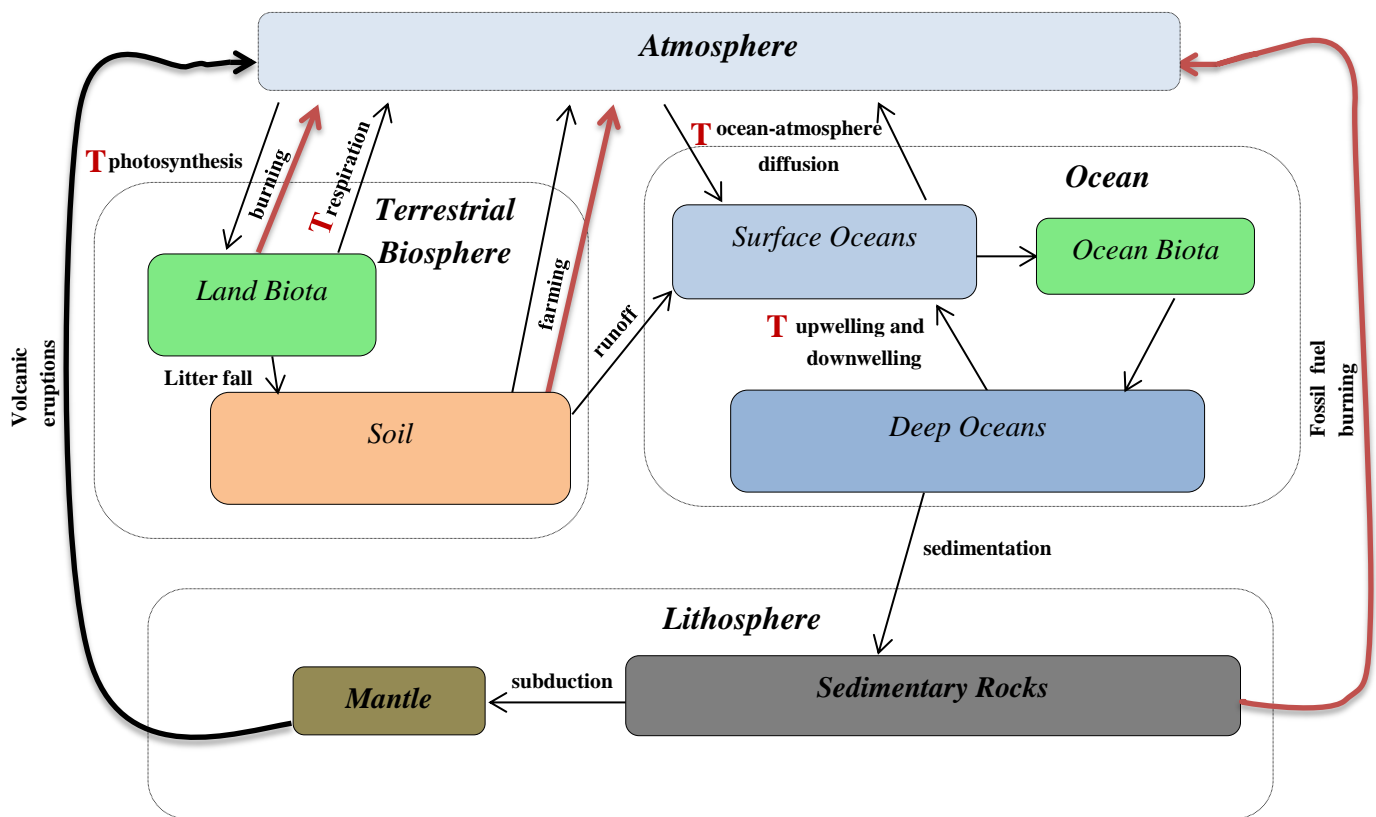 Atmosphere
T photosynthesis
burning
T respiration
Terrestrial
Biosphere
T ocean-atmosphere
diffusion
Ocean
Surface Oceans
Ocean Biota
Land Biota
farming
runoff
T upwelling and
downwelling
Litter fall
Soil
Deep Oceans
Volcanic
eruptions
Fossil fuel
burning
sedimentation
Lithosphere
Mantle
subduction
Sedimentary Rocks